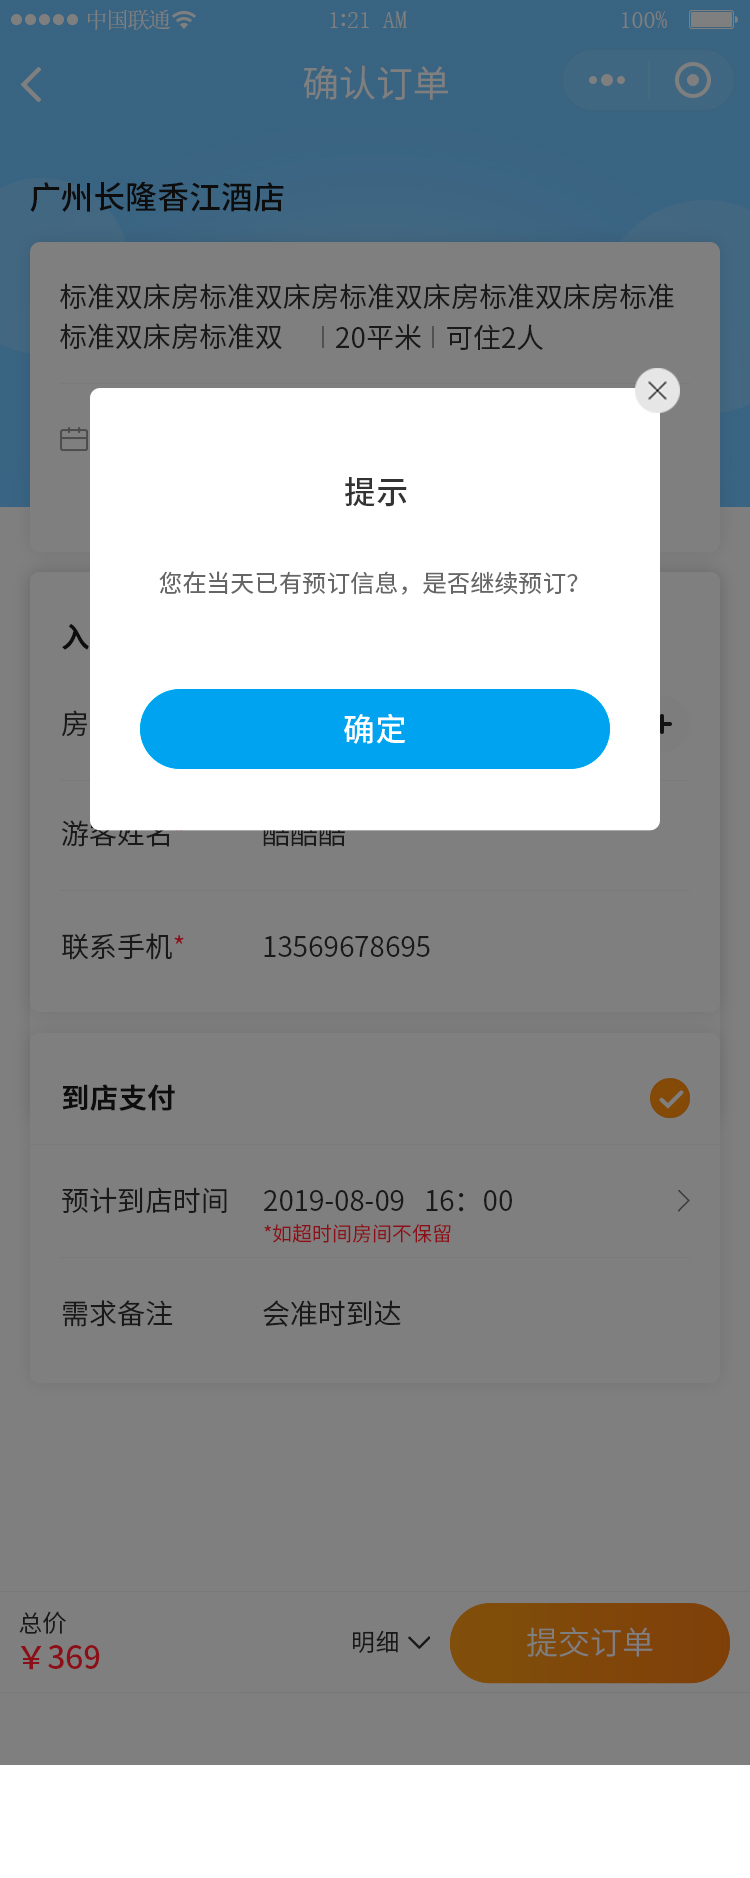 中国联通 1:21 AM 100%
确认订单
广州长隆香江酒店
标准双床房标准双床房标准双床房标准双床房标准
标准双床房标准双 20平米 可住2人
提示
您在当天已有预订信息，是否继续预订？
入
房
确定
游客姓名 酷酷酷
联系手机* 13569678695
到店支付
预计到店时间 2019-08-09 16：00
*如超时间房间不保留
需求备注 会准时到达
总价
￥369
明细
提交订单